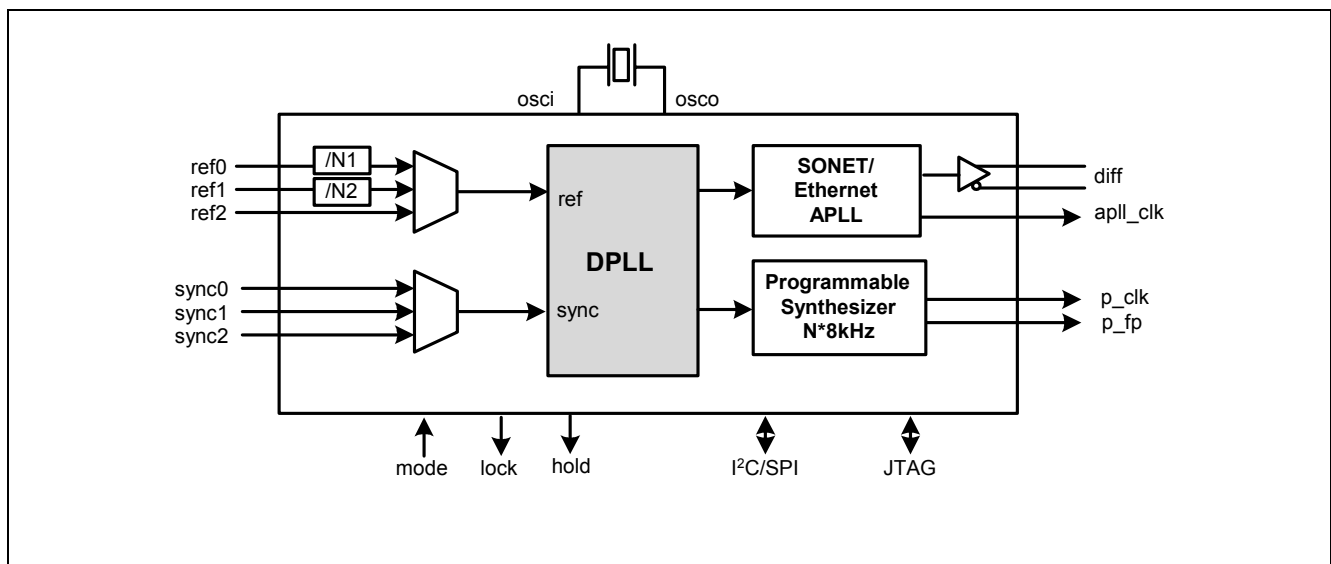 osci
osco
ref0
/N1
ref1
/N2
ref2
ref
sync0
sync1
sync2
sync
DPLL
SONET/
Ethernet
APLL
diff
apll_clk
Programmable
Synthesizer
N*8kHz
p_clk
p_fp
mode
lock
hold
I²C/SPI
JTAG